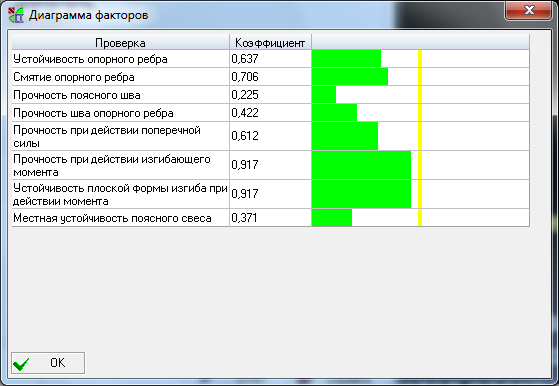 Диаграмма факторов
Проверка Коэффициент
Устойчивость опорного ребра 0,637
Смятие опорного ребра 0,706
Прочность поясного шва 0,225
Прочность шва опорного ребра 0,422
Прочность при действии поперечной
силы 0,612
Прочность при действии изгибающего
момента 0,917
Устойчивость плоской формы изгиба при
действии момента 0,917
Местная устойчивость поясного свеса 0,371
OK